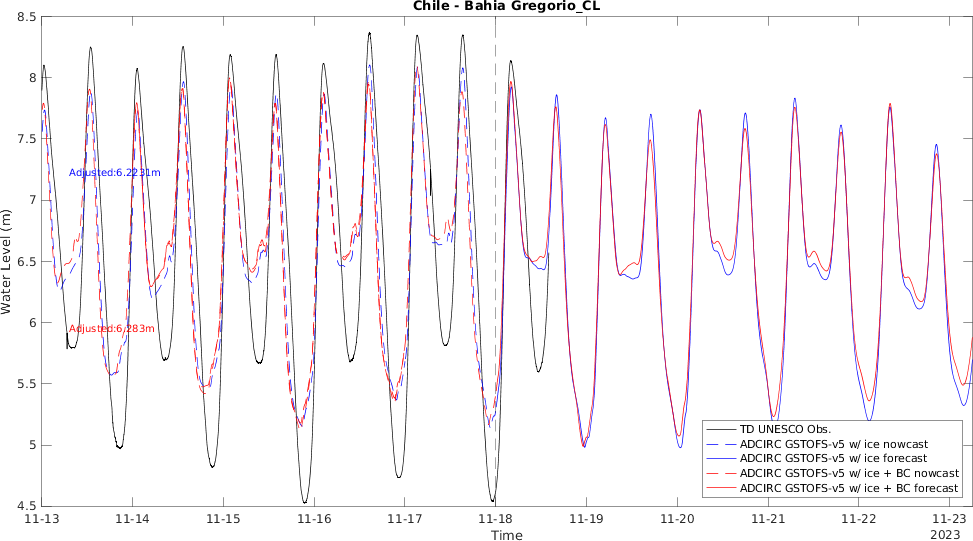 Chile - Bahia Gregorio_CL
8.5
8
7.5
7
6.5
6
5.5
5
4.5
Water Level (m)
Adjusted:6.2231m
Adjusted:6.283m
TD UNESCO Obs.
ADCIRC GSTOFS-v5 w/ ice nowcast
ADCIRC GSTOFS-v5 w/ ice forecast
ADCIRC GSTOFS-v5 w/ ice + BC nowcast
ADCIRC GSTOFS-v5 w/ ice + BC forecast
11-13 11-14 11-15 11-16 11-17 11-18 11-19 11-20 11-21 11-22 11-23
Time 2023